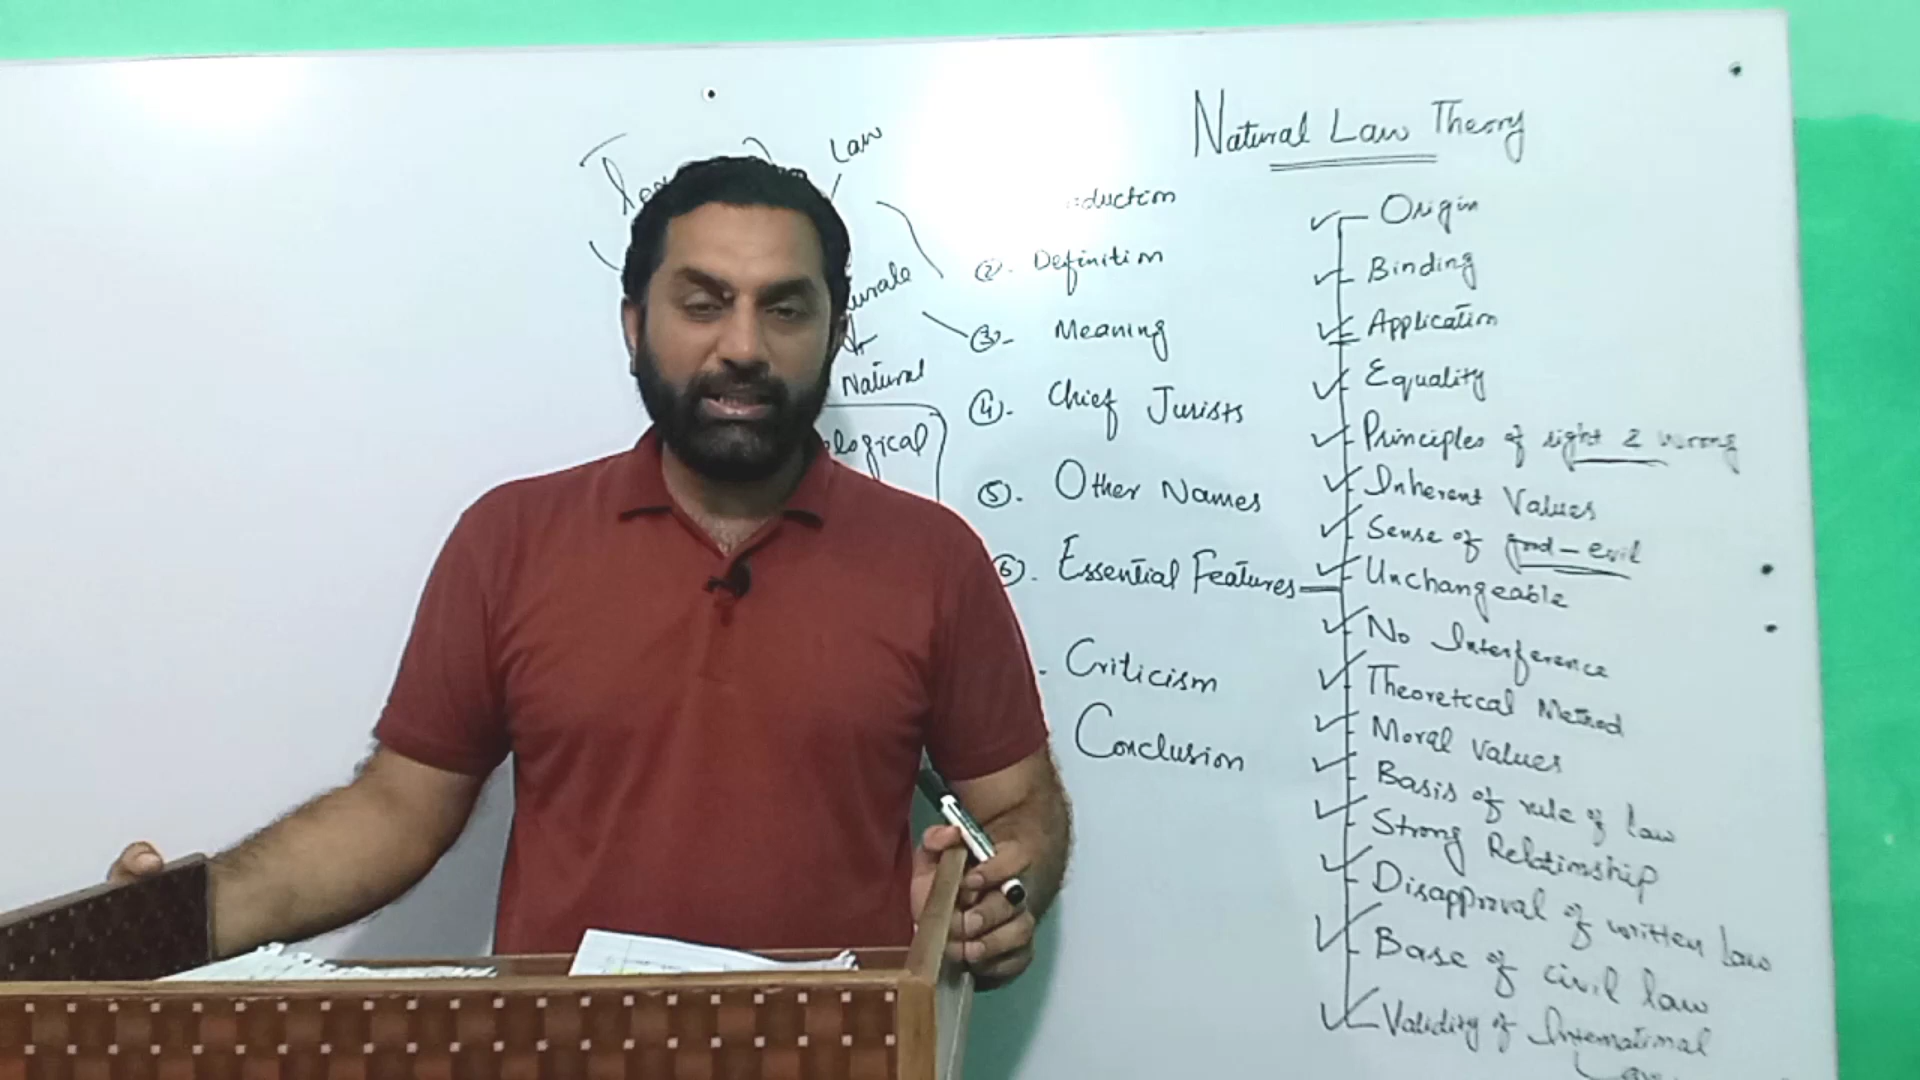 Law
Natural
Natural Law Theory
②. Definition
③- Meaning
④. Chief Jurists
⑤. Other Names
⑥. Essential Features
Criticism
Conclusion
Origin
Binding
Application
Equality
Principles of right & wrong
Inherent Values
Sense of good - evil
Unchangeable
No Interference
Theoretical Method
Moral Values
Basis of rule of law
Strong Relationship
Disapproval of written law
Base of civil law
Validity of International